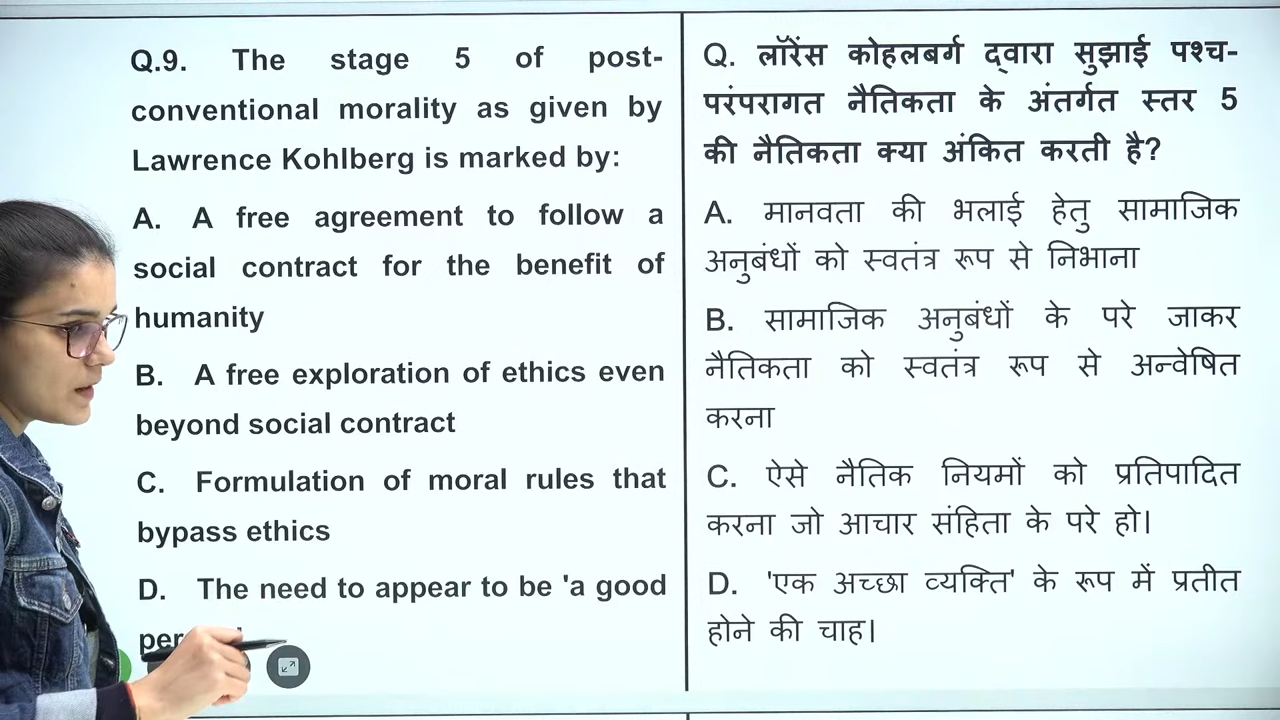 Q.9. The stage 5 of post-
conventional morality as given by
Lawrence Kohlberg is marked by:
A. A free agreement to follow a
social contract for the benefit of
humanity
B. A free exploration of ethics even
beyond social contract
C. Formulation of moral rules that
bypass ethics
D. The need to appear to be 'a good
Q. लॉरेंस कोहलबर्ग द्वारा सुझाई पश्च-
परंपरागत नैतिकता के अंतर्गत स्तर 5
की नैतिकता क्या अंकित करती है?
A. मानवता की भलाई हेतु सामाजिक
अनुबंधों को स्वतंत्र रूप से निभाना
B. सामाजिक अनुबंधों के परे जाकर
नैतिकता को स्वतंत्र रूप से अन्वेषित
करना
C. ऐसे नैतिक नियमों को प्रतिपादित
करना जो आचार संहिता के परे हो।
D. 'एक अच्छा व्यक्ति' के रूप में प्रतीत
होने की चाह।